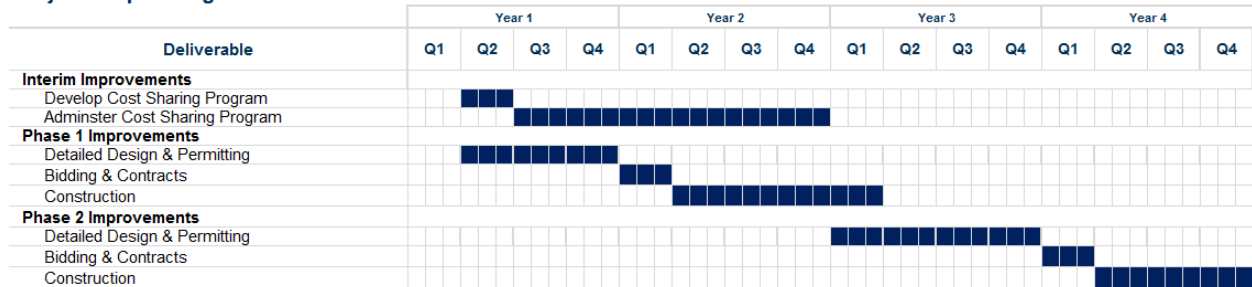 Year 1 Year 2 Year 3 Year 4
Deliverable Q1 Q2 Q3 Q4 Q1 Q2 Q3 Q4 Q1 Q2 Q3 Q4 Q1 Q2 Q3 Q4
Interim Improvements
Develop Cost Sharing Program
Adminster Cost Sharing Program
Phase 1 Improvements
Detailed Design & Permitting
Bidding & Contracts
Construction
Phase 2 Improvements
Detailed Design & Permitting
Bidding & Contracts
Construction